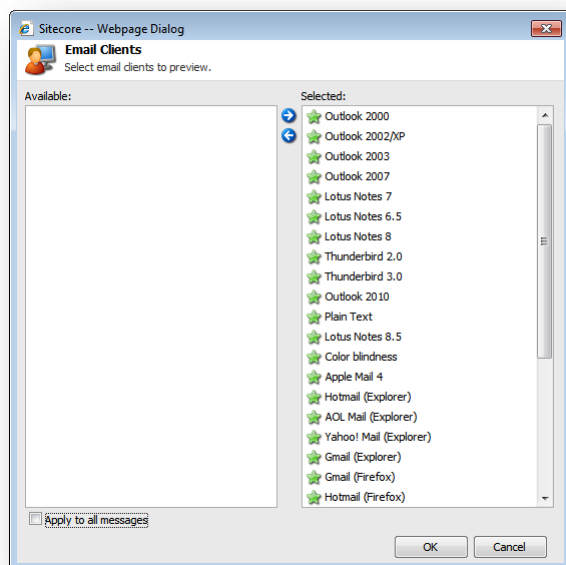 Sitecore -- Webpage Dialog
Email Clients
Select email clients to preview.
Available:
Selected:
Outlook 2000
Outlook 2002/XP
Outlook 2003
Outlook 2007
Lotus Notes 7
Lotus Notes 6.5
Lotus Notes 8
Thunderbird 2.0
Thunderbird 3.0
Outlook 2010
Plain Text
Lotus Notes 8.5
Color blindness
Apple Mail 4
Hotmail (Explorer)
AOL Mail (Explorer)
Yahoo! Mail (Explorer)
Gmail (Explorer)
Gmail (Firefox)
Hotmail (Firefox)
Apply to all messages
OK
Cancel